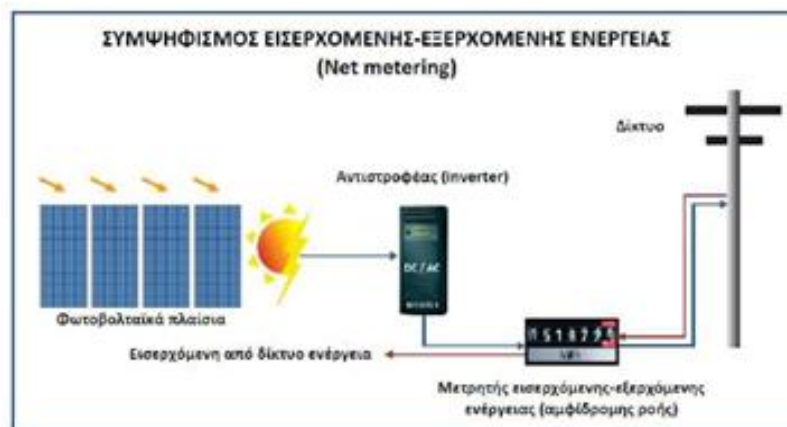 ΣΥΜΨΗΦΙΣΜΟΣ ΕΙΣΕΡΧΟΜΕΝΗΣ-ΕΞΕΡΧΟΜΕΝΗΣ ΕΝΕΡΓΕΙΑΣ
(Net metering)
Δίκτυο
Αντιστροφέας (inverter)
DC/AC
Φωτοβολταϊκά πλαίσια
Εισερχόμενη από δίκτυο ενέργεια
Μετρητής εισερχόμενης-εξερχόμενης
ενέργειας (αμφίδρομης ροής)